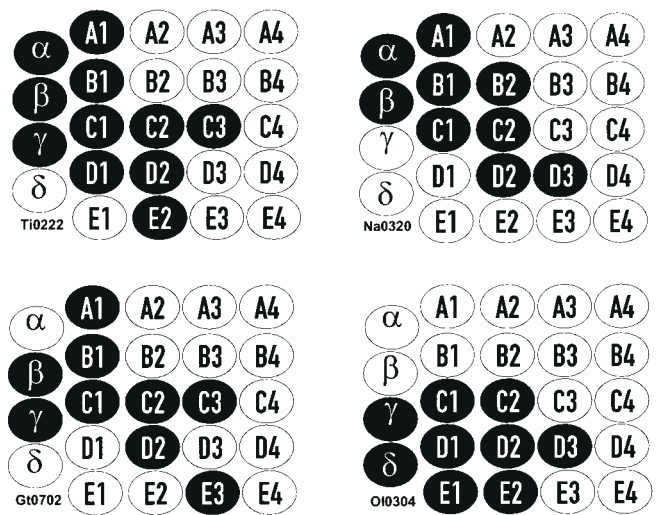 α A1 A2 A3 A4
β B1 B2 B3 B4
γ C1 C2 C3 C4
δ D1 D2 D3 D4
Ti0222 E1 E2 E3 E4
α A1 A2 A3 A4
β B1 B2 B3 B4
γ C1 C2 C3 C4
δ D1 D2 D3 D4
Na0320 E1 E2 E3 E4
α A1 A2 A3 A4
β B1 B2 B3 B4
γ C1 C2 C3 C4
δ D1 D2 D3 D4
Gt0702 E1 E2 E3 E4
α A1 A2 A3 A4
β B1 B2 B3 B4
γ C1 C2 C3 C4
δ D1 D2 D3 D4
Ol0304 E1 E2 E3 E4